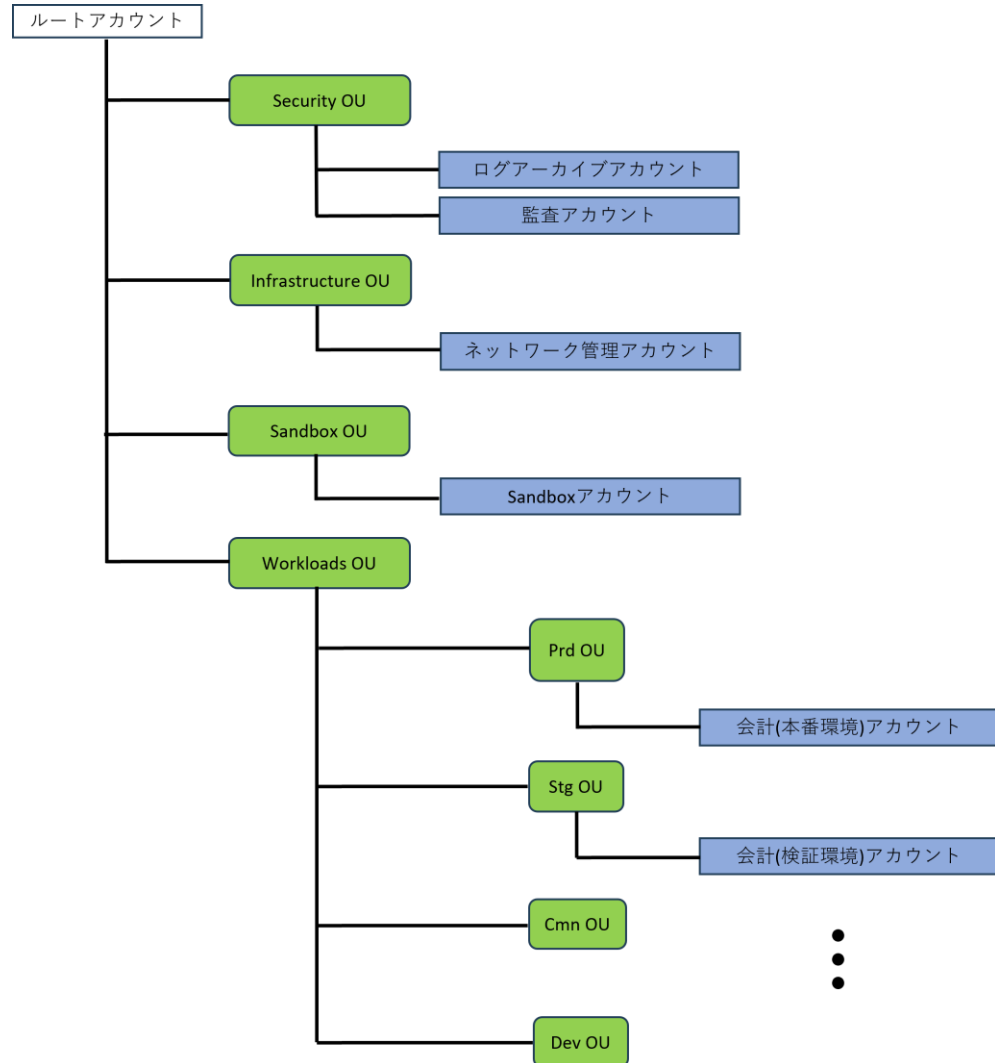 ルートアカウント
Security OU
ログアーカイブアカウント
監査アカウント
Infrastructure OU
ネットワーク管理アカウント
Sandbox OU
Sandboxアカウント
Workloads OU
Prd OU
会計(本番環境)アカウント
Stg OU
会計(検証環境)アカウント
Cmn OU
Dev OU